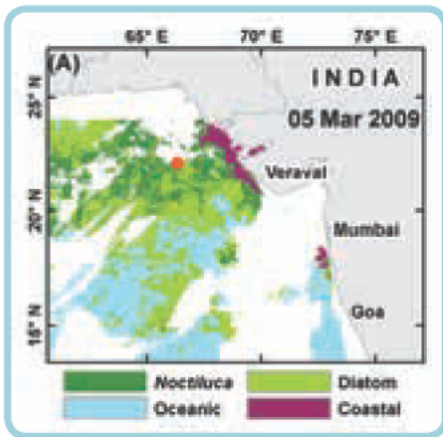 65° E 70° E 75° E
(A)
INDIA
05 Mar 2009
25° N
Veraval
20° N
Mumbai
Goa
15° N
Noctiluca Diatom
Oceanic Coastal